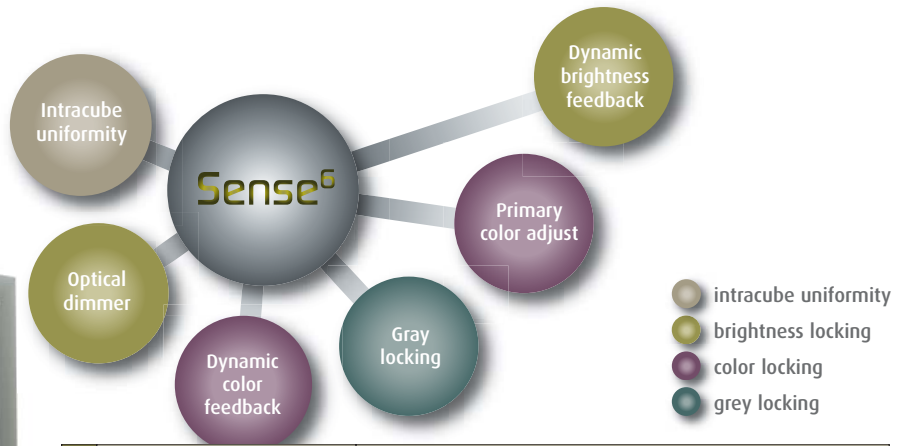 Dynamic
brightness
feedback
Intracube
uniformity
Sense6
Primary
color adjust
Optical
dimmer
Gray
locking
Dynamic
color
feedback
intracube uniformity
brightness locking
color locking
grey locking